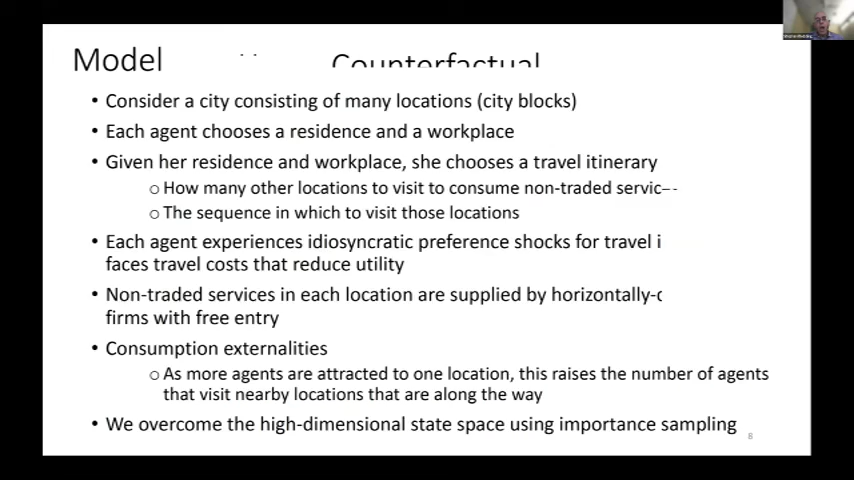 Model
Counterfactual
• Consider a city consisting of many locations (city blocks)
• Each agent chooses a residence and a workplace
• Given her residence and workplace, she chooses a travel itinerary
o How many other locations to visit to consume non-traded servic
o The sequence in which to visit those locations
• Each agent experiences idiosyncratic preference shocks for travel i
faces travel costs that reduce utility
• Non-traded services in each location are supplied by horizontally-
firms with free entry
• Consumption externalities
o As more agents are attracted to one location, this raises the number of agents
that visit nearby locations that are along the way
• We overcome the high-dimensional state space using importance sampling
8